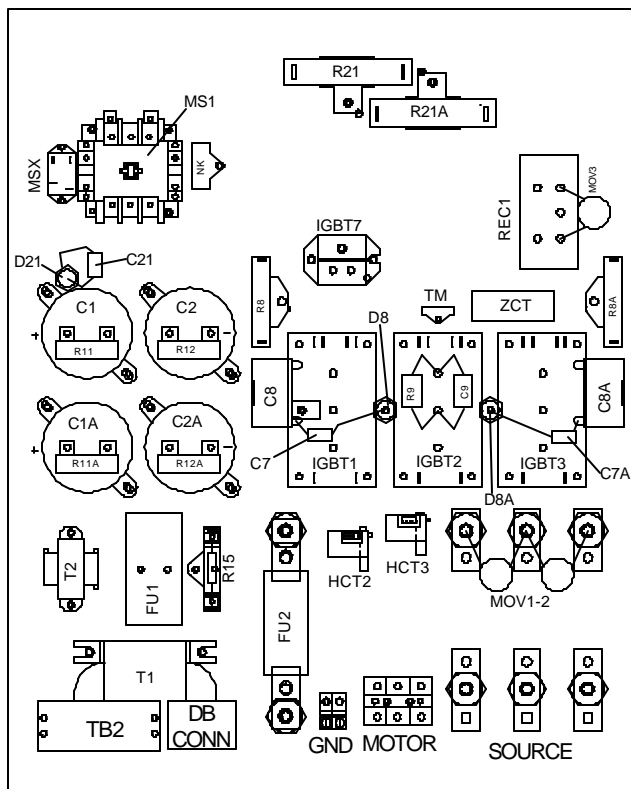 R21
R21A
MS1
MSX
NK
MOV3
REC1
IGBT7
D21
C21
R8
TM
ZCT
R8A
C1
C2
D8
+
R11
R12
−
C8
R9
C9
C8A
C1A
C2A
+
R11A
R12A
−
C7
IGBT1
IGBT2
IGBT3
C7A
D8A
T2
FU1
R15
HCT2
HCT3
MOV1-2
FU2
T1
TB2
DB
CONN
GND
MOTOR
SOURCE